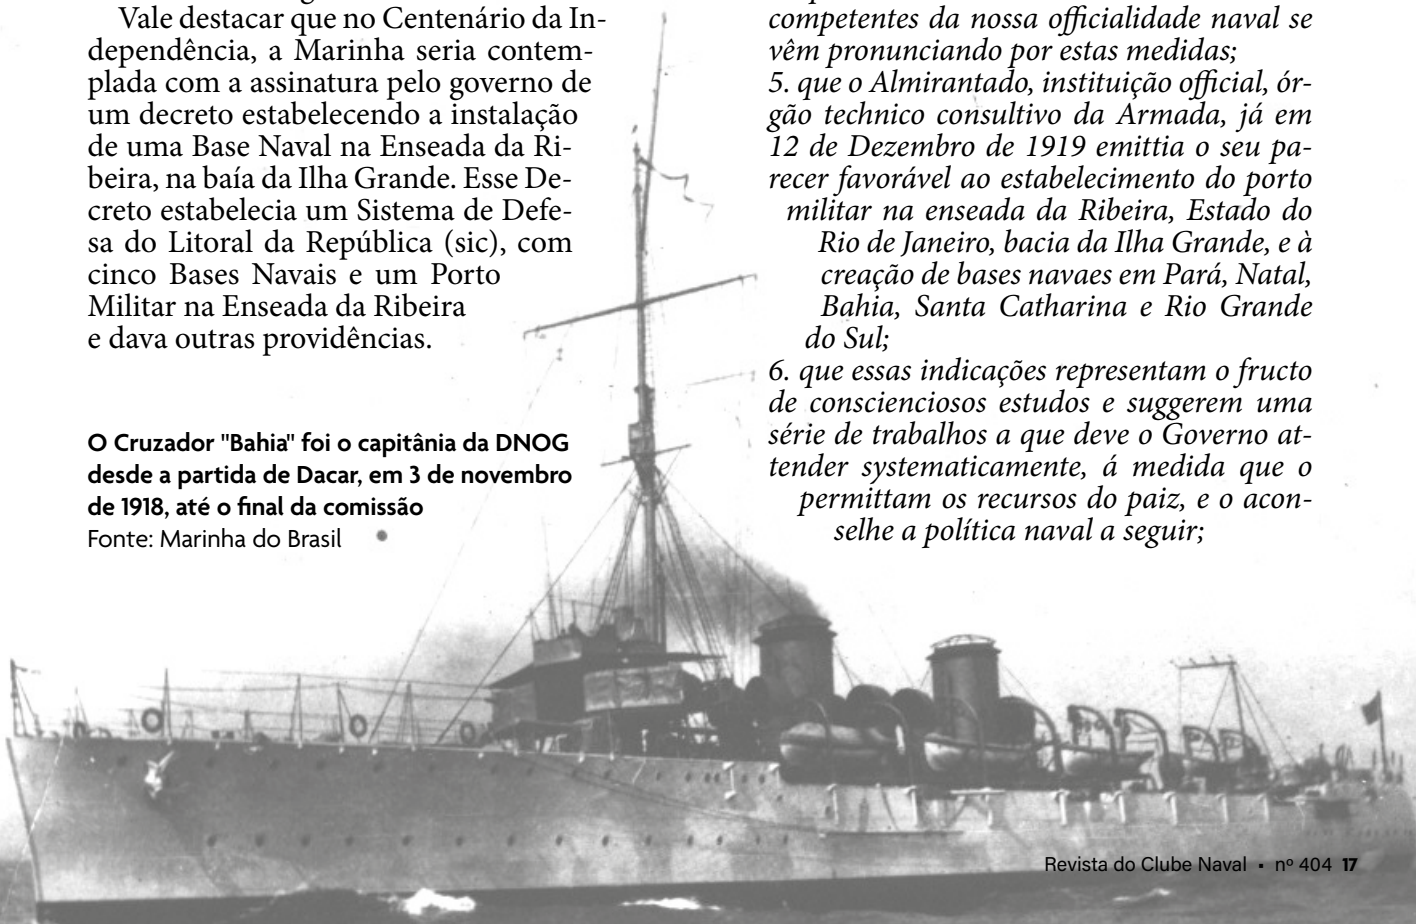 Vale destacar que no Centenário da In-
dependência, a Marinha seria contem-
plada com a assinatura pelo governo de
um decreto estabelecendo a instalação
de uma Base Naval na Enseada da Ri-
beira, na baía da Ilha Grande. Esse De-
creto estabelecia um Sistema de Defe-
sa do Litoral da República (sic), com
cinco Bases Navais e um Porto
Militar na Enseada da Ribeira
e dava outras providências.
O Cruzador "Bahia" foi o capitânia da DNOG
desde a partida de Dacar, em 3 de novembro
de 1918, até o final da comissão
Fonte: Marinha do Brasil
competentes da nossa officialidade naval se
vêm pronunciando por estas medidas;
5. que o Almirantado, instituição official, ór-
gão technico consultivo da Armada, já em
12 de Dezembro de 1919 emittia o seu pa-
recer favorável ao estabelecimento do porto
militar na enseada da Ribeira, Estado do
Rio de Janeiro, bacia da Ilha Grande, e à
creação de bases navaes em Pará, Natal,
Bahia, Santa Catharina e Rio Grande
do Sul;
6. que essas indicações representam o fructo
de conscienciosos estudos e suggerem uma
série de trabalhos a que deve o Governo at-
tender systematicamente, á medida que o
permittam os recursos do paiz, e o acon-
selhe a política naval a seguir;
Revista do Clube Naval ▪ nº 404 17